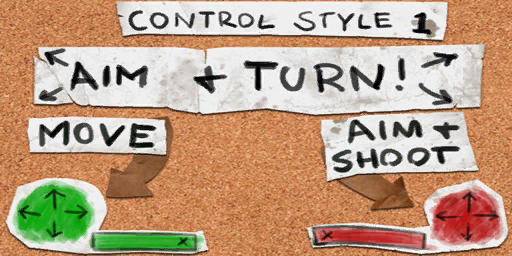 CONTROL STYLE 1
AIM + TURN!
MOVE
AIM +
SHOOT
x
x